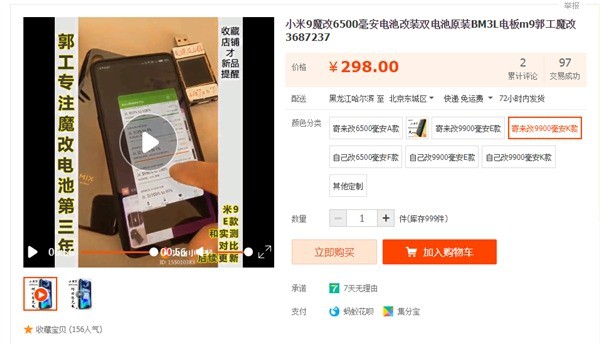 举报
小米9魔改6500毫安电池改装双电池原装BM3L电板m9郭工魔改
3687237
价格
¥298.00
2
累计评论
97
交易成功
配送
黑龙江哈尔滨 至 北京东城区 快递 免运费 72小时内发货
颜色分类
寄来改6500毫安A款
寄来改9900毫安E款
寄来改9900毫安K款
自己改6500毫安F款
自己改9900毫安E款
自己改9900毫安K款
其他定制
数量
1
件(库存999件)
立即购买
加入购物车
承诺
7天无理由
支付
蚂蚁花呗
集分宝
郭工专注魔改电池第三年
收藏
店铺
才
新品
提醒
米9
E款
和实测
对比
后续更新
收藏宝贝 (156人气)